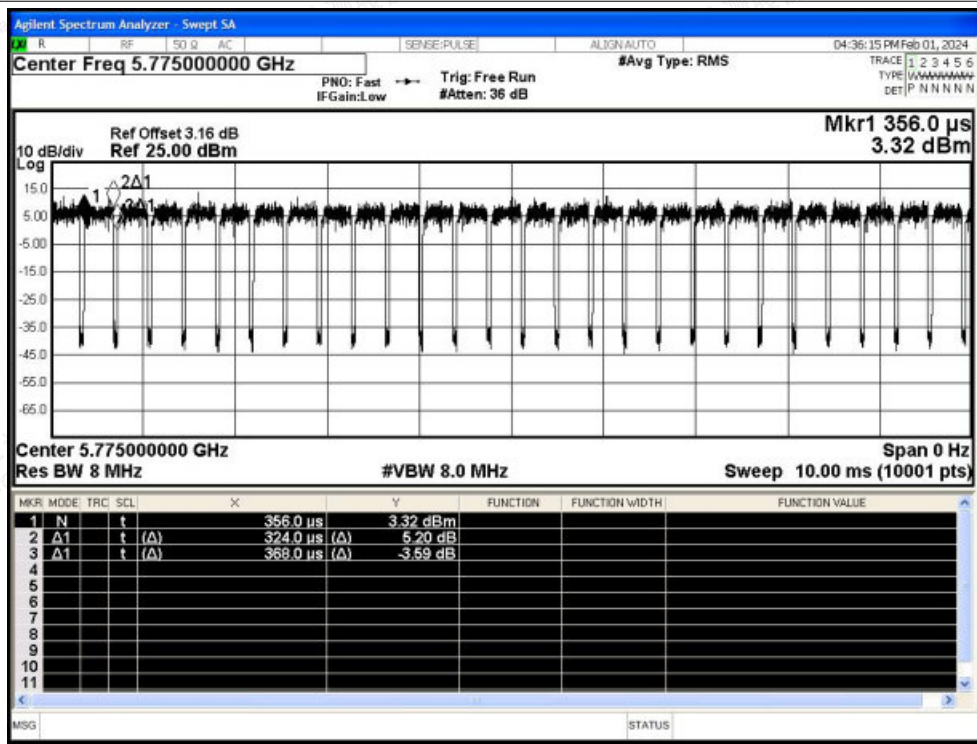 Agilent Spectrum Analyzer - Swept SA
LXI R RF 50 Ω AC SENSE:PULSE ALIGNAUTO 04:36:15 PM Feb 01, 2024
Center Freq 5.775000000 GHz
PNO: Fast
IFGain:Low
Trig: Free Run
#Atten: 36 dB
#Avg Type: RMS
TRACE 1 2 3 4 5 6
TYPE
DET P N N N N N
Mkr1 356.0 µs
3.32 dBm
Ref Offset 3.16 dB
10 dB/div Ref 25.00 dBm
Log
15.0
5.00
-5.00
-15.0
-25.0
-35.0
-45.0
-55.0
-65.0
1
2Δ1
3Δ1
Center 5.775000000 GHz Span 0 Hz
Res BW 8 MHz #VBW 8.0 MHz Sweep 10.00 ms (10001 pts)
MKR MODE TRC SCL X Y FUNCTION FUNCTION WIDTH FUNCTION VALUE
1 N t 356.0 µs 3.32 dBm
2 Δ1 t (Δ) 324.0 µs (Δ) 5.20 dB
3 Δ1 t (Δ) 368.0 µs (Δ) -3.59 dB
4
5
6
7
8
9
10
11
MSG STATUS